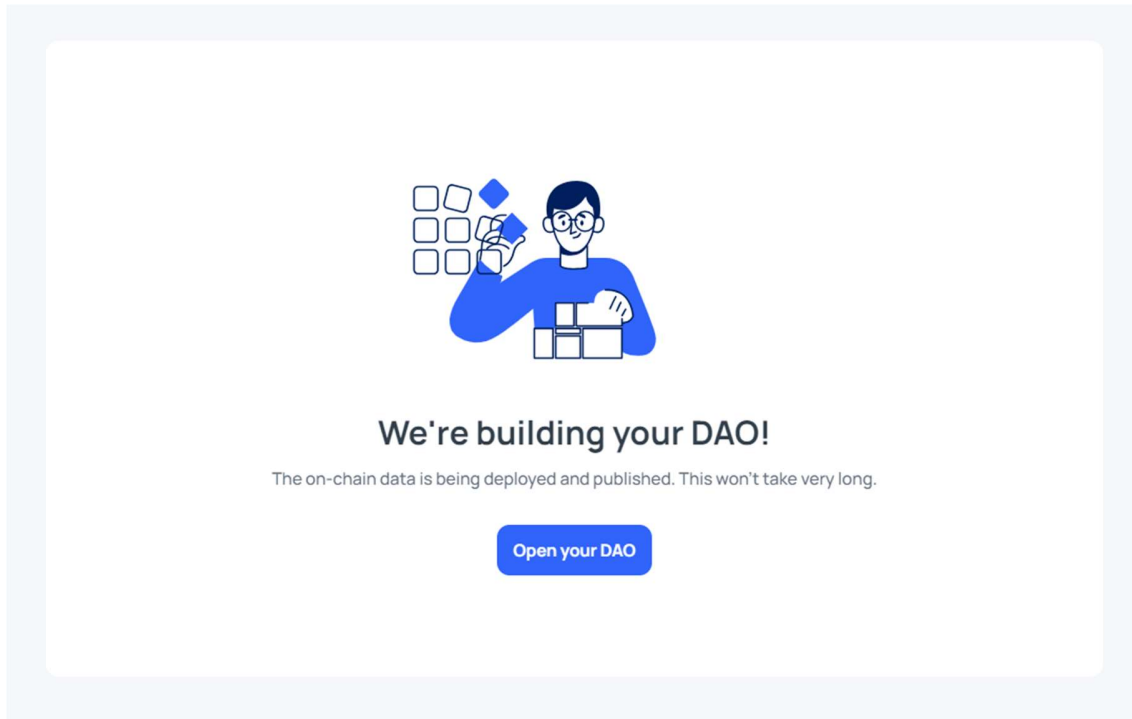 We're building your DAO!
The on-chain data is being deployed and published. This won't take very long.
Open your DAO